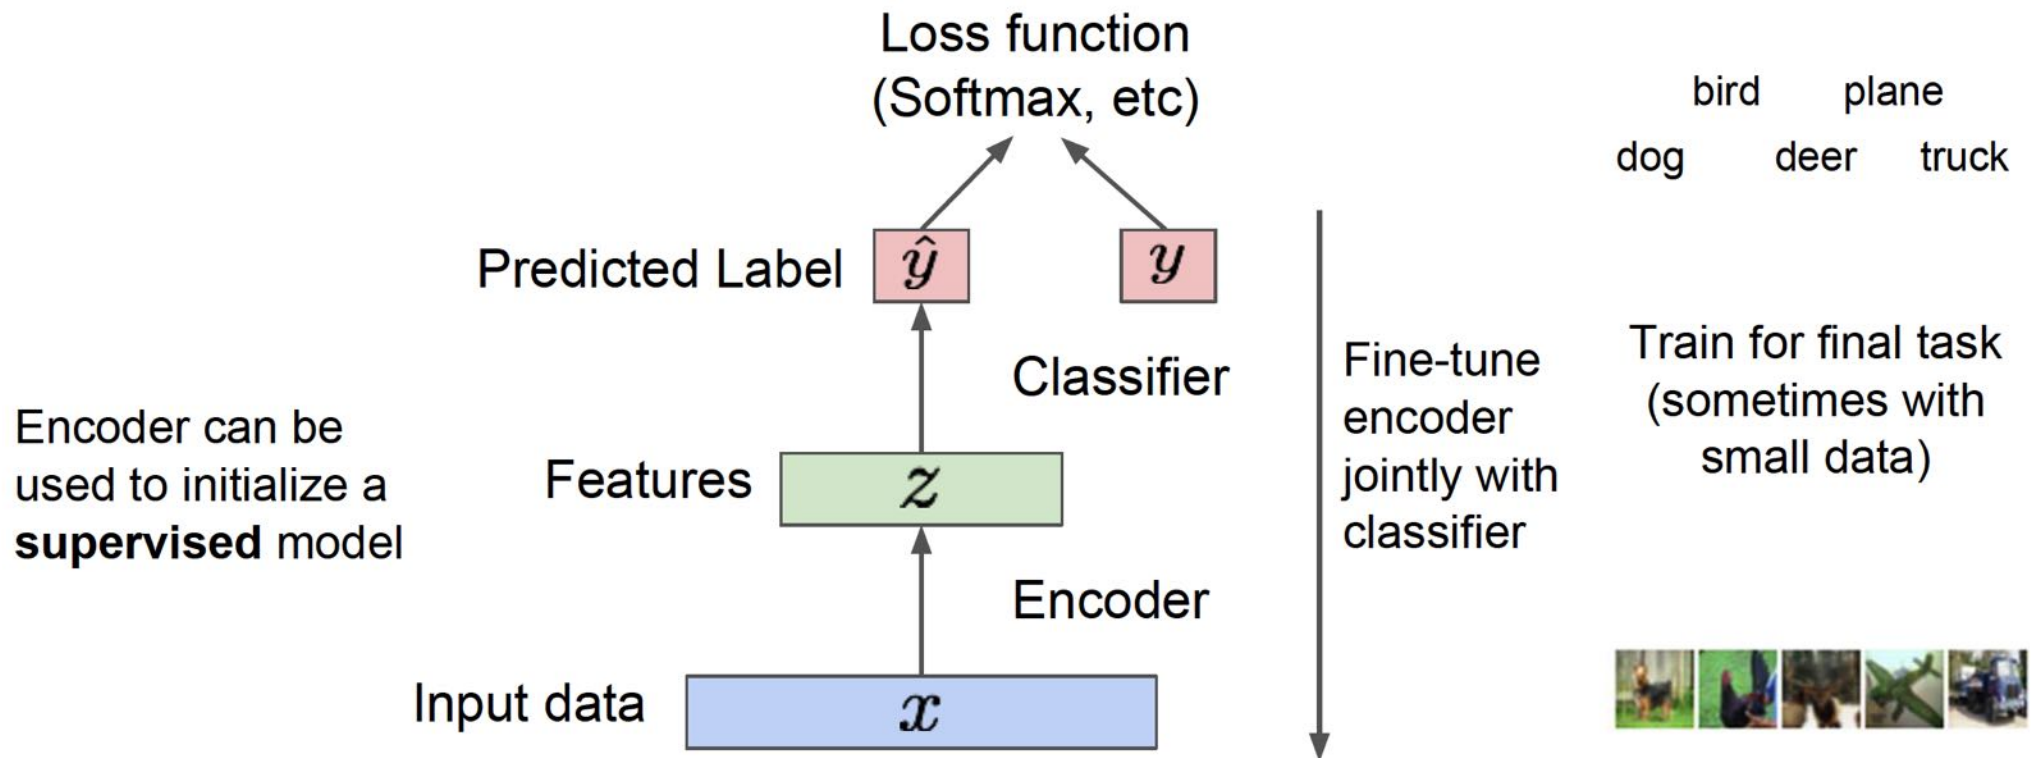 Loss function
(Softmax, etc)
bird plane
dog deer truck
Predicted Label
ŷ
y
Classifier
Fine-tune
encoder
jointly with
classifier
Train for final task
(sometimes with
small data)
Encoder can be
used to initialize a
supervised model
Features
z
Encoder
Input data
x